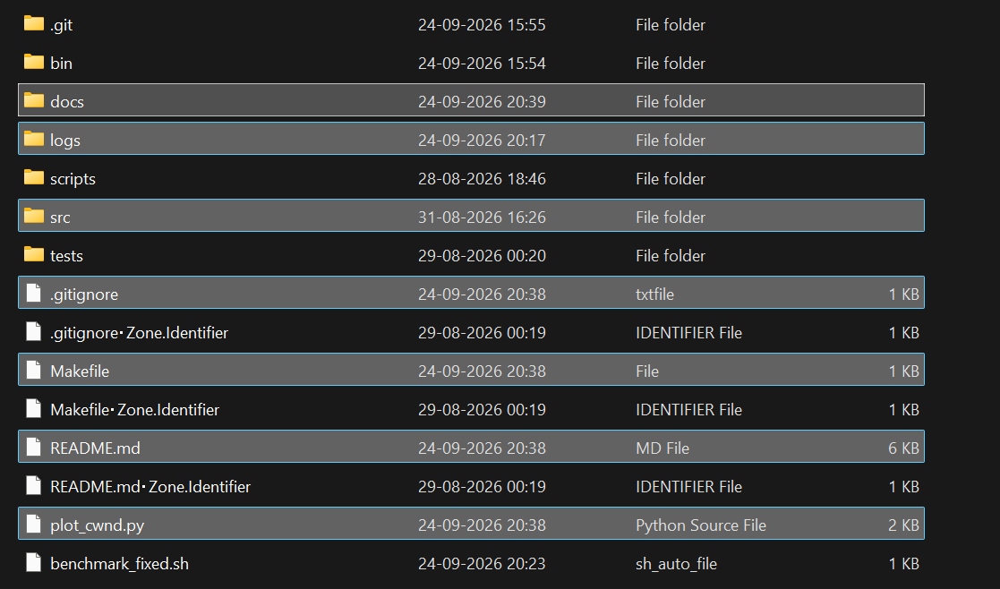 .git 24-09-2026 15:55 File folder
bin 24-09-2026 15:54 File folder
docs 24-09-2026 20:39 File folder
logs 24-09-2026 20:17 File folder
scripts 28-08-2026 18:46 File folder
src 31-08-2026 16:26 File folder
tests 29-08-2026 00:20 File folder
.gitignore 24-09-2026 20:38 txtfile 1 KB
.gitignore·Zone.Identifier 29-08-2026 00:19 IDENTIFIER File 1 KB
Makefile 24-09-2026 20:38 File 1 KB
Makefile·Zone.Identifier 29-08-2026 00:19 IDENTIFIER File 1 KB
README.md 24-09-2026 20:38 MD File 6 KB
README.md·Zone.Identifier 29-08-2026 00:19 IDENTIFIER File 1 KB
plot_cwnd.py 24-09-2026 20:38 Python Source File 2 KB
benchmark_fixed.sh 24-09-2026 20:23 sh_auto_file 1 KB